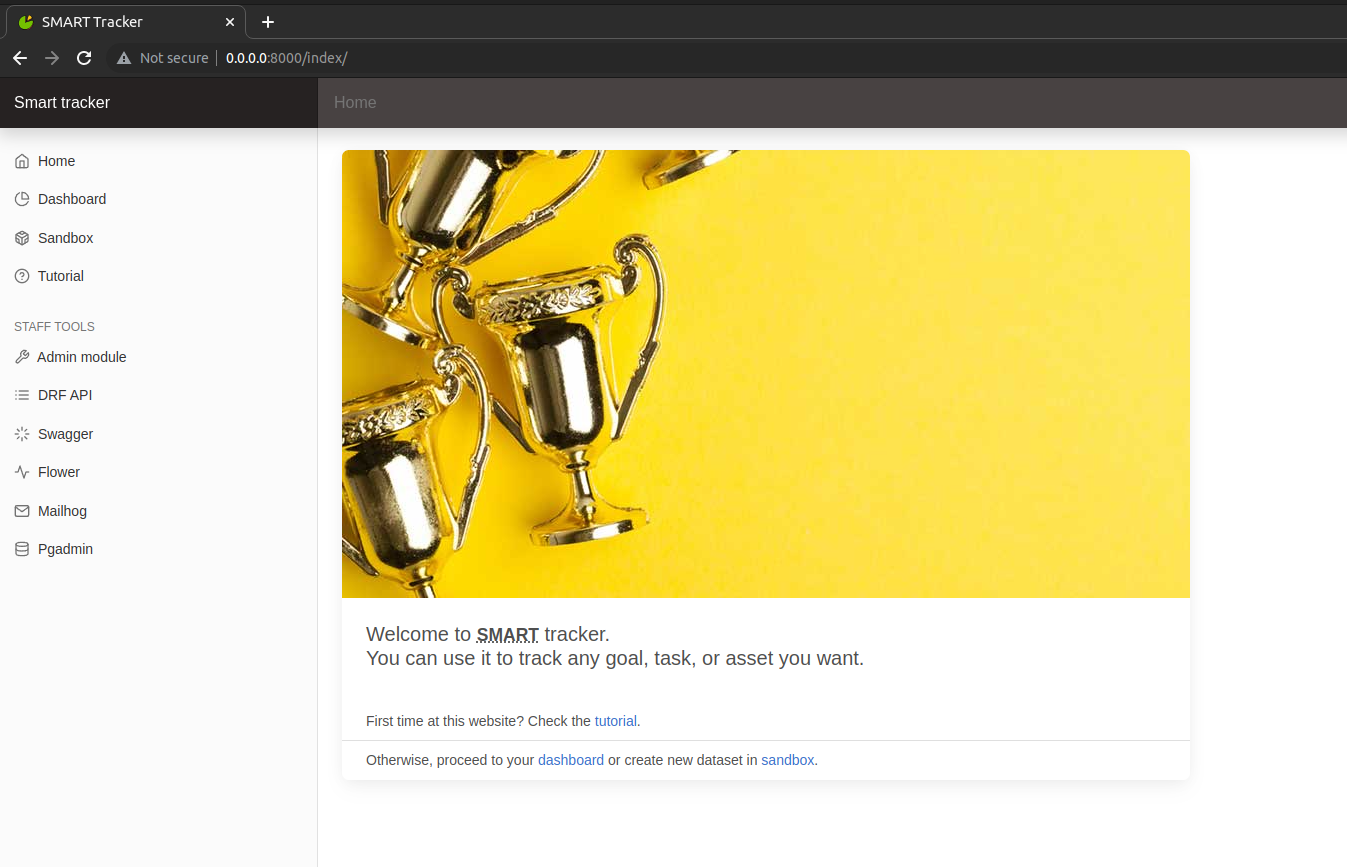 SMART Tracker
Not secure 0.0.0.0:8000/index/
Smart tracker
Home
Home
Dashboard
Sandbox
Tutorial
STAFF TOOLS
Admin module
DRF API
Swagger
Flower
Mailhog
Pgadmin
Welcome to SMART tracker.
You can use it to track any goal, task, or asset you want.
First time at this website? Check the tutorial.
Otherwise, proceed to your dashboard or create new dataset in sandbox.